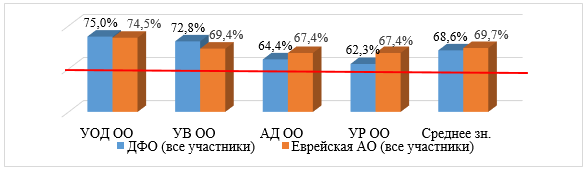 75,0% 74,5% 72,8% 69,4% 64,4% 67,4% 62,3% 67,4% 68,6% 69,7%
УОД ОО УВ ОО АД ОО УР ОО Среднее зн.
ДФО (все участники) Еврейская АО (все участники)